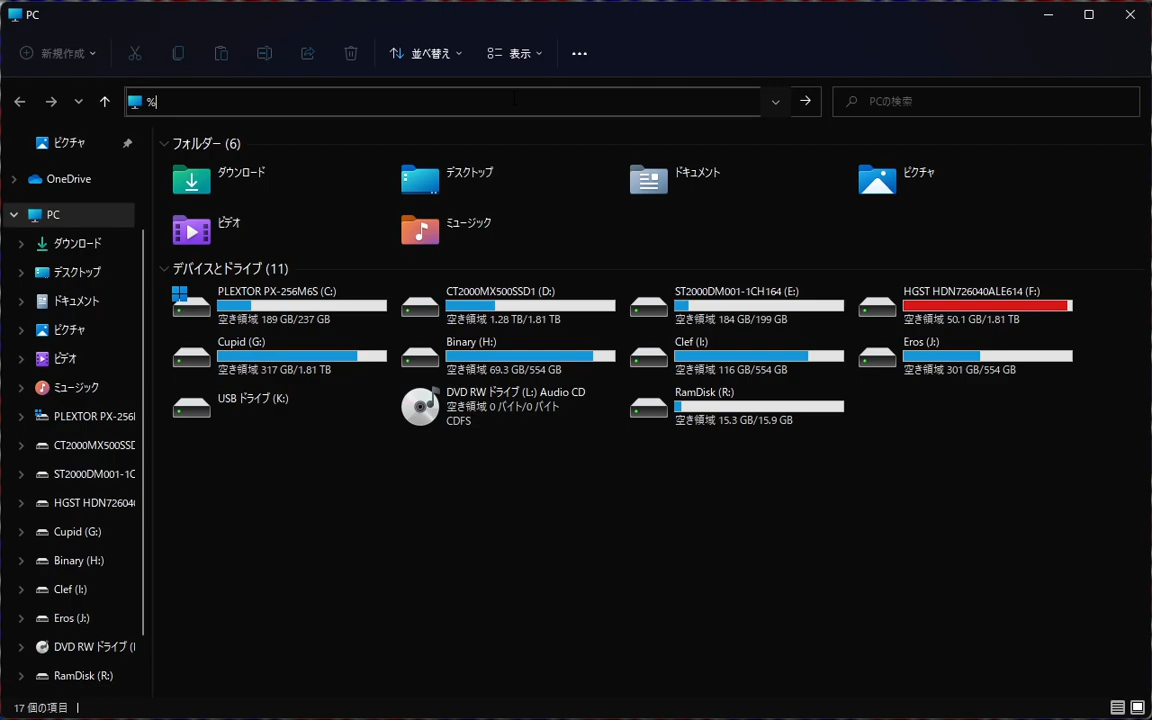 PC
新規作成
並べ替え
表示
%
PCの検索
ピクチャ
OneDrive
PC
ダウンロード
デスクトップ
ドキュメント
ピクチャ
ビデオ
ミュージック
PLEXTOR PX-256
CT2000MX500SSD
ST2000DM001-1C
HGST HDN72604
Cupid (G:)
Binary (H:)
Clef (I:)
Eros (J:)
DVD RW ドライブ (
RamDisk (R:)
フォルダー (6)
ダウンロード
デスクトップ
ドキュメント
ピクチャ
ビデオ
ミュージック
デバイスとドライブ (11)
PLEXTOR PX-256M6S (C:)
空き領域 189 GB/237 GB
CT2000MX500SSD1 (D:)
空き領域 1.28 TB/1.81 TB
ST2000DM001-1CH164 (E:)
空き領域 184 GB/199 GB
HGST HDN726040ALE614 (F:)
空き領域 50.1 GB/1.81 TB
Cupid (G:)
空き領域 317 GB/1.81 TB
Binary (H:)
空き領域 69.3 GB/554 GB
Clef (I:)
空き領域 116 GB/554 GB
Eros (J:)
空き領域 301 GB/554 GB
USB ドライブ (K:)
DVD RW ドライブ (L:) Audio CD
空き領域 0 バイト/0 バイト
CDFS
RamDisk (R:)
空き領域 15.3 GB/15.9 GB
17 個の項目